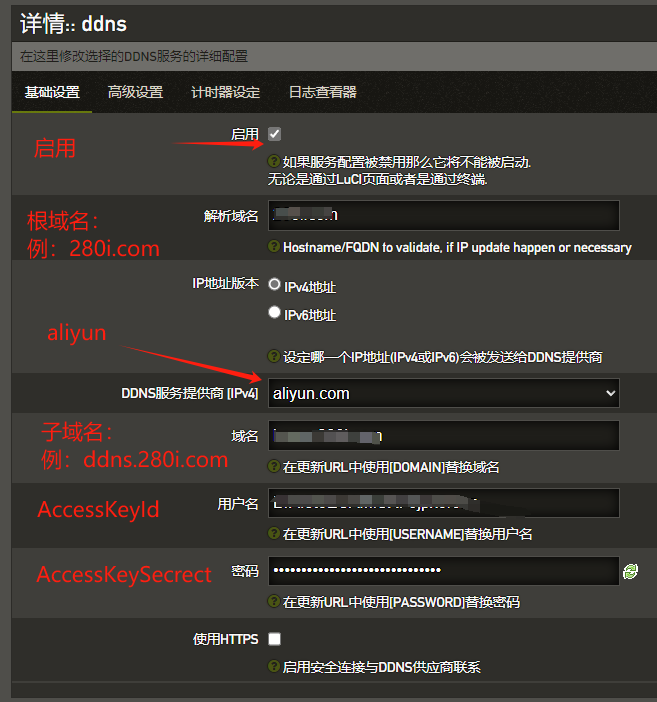 详情:: ddns
在这里修改选择的DDNS服务的详细配置
基础设置 高级设置 计时器设定 日志查看器
启用 启用
如果服务配置被禁用那么它将不能被启动.
无论是通过LuCI页面或者是通过终端.
根域名: 解析域名
例: 280i.com
Hostname/FQDN to validate, if IP update happen or necessary
IP地址版本 IPv4地址
IPv6地址
aliyun
设定哪一个IP地址(IPv4或IPv6)会被发送给DDNS提供商
DDNS服务提供商 [IPv4] aliyun.com
子域名: 域名
例: ddns.280i.com
在更新URL中使用[DOMAIN]替换域名
AccessKeyId 用户名
在更新URL中使用[USERNAME]替换用户名
AccessKeySecrect 密码
在更新URL中使用[PASSWORD]替换密码
使用HTTPS
启用安全连接与DDNS供应商联系